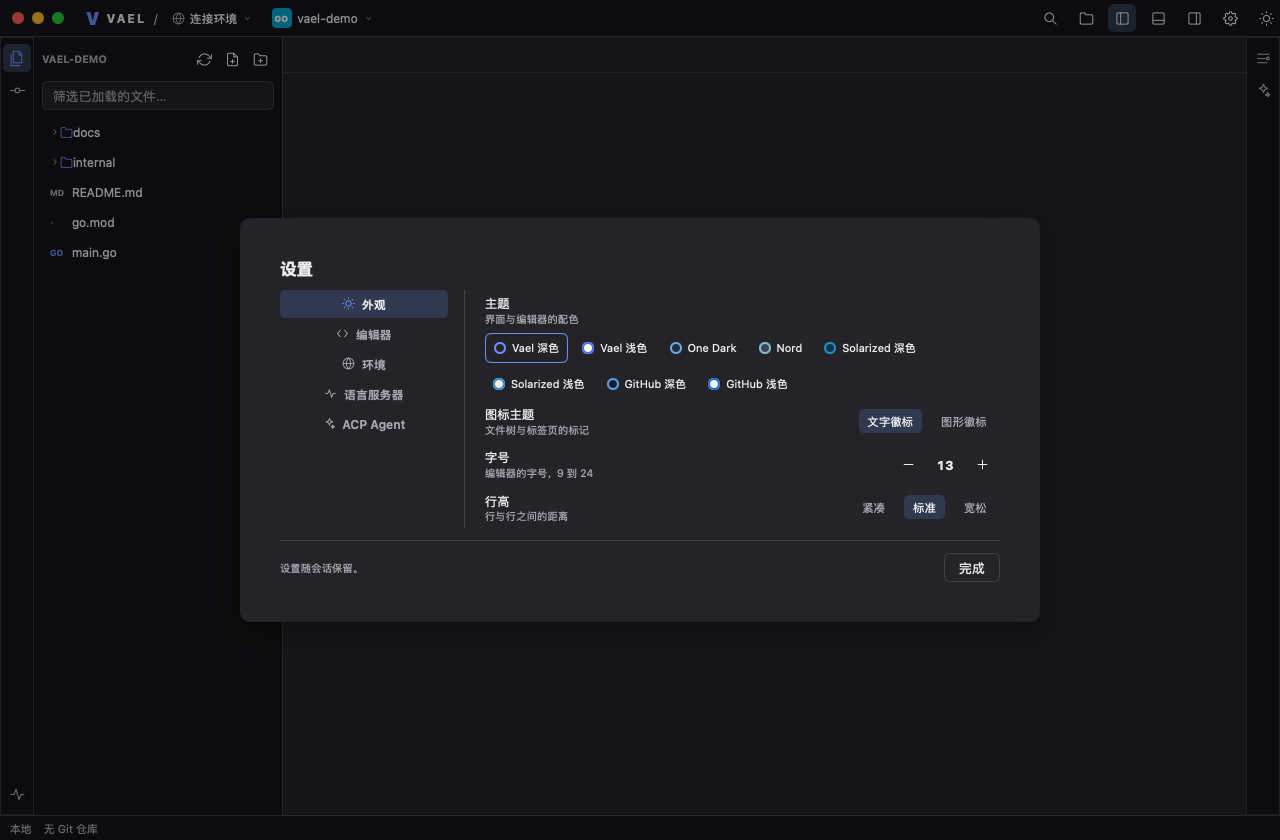 VAEL / 连接环境 GO vael-demo
VAEL-DEMO
筛选已加载的文件...
docs
internal
MD README.md
go.mod
GO main.go
设置
外观
编辑器
环境
语言服务器
ACP Agent
主题
界面与编辑器的配色
Vael 深色 Vael 浅色 One Dark Nord Solarized 深色
Solarized 浅色 GitHub 深色 GitHub 浅色
图标主题
文件树与标签页的标记
文字徽标 图形徽标
字号
编辑器的字号，9 到 24
− 13 +
行高
行与行之间的距离
紧凑 标准 宽松
设置随会话保留。
完成
本地 无 Git 仓库